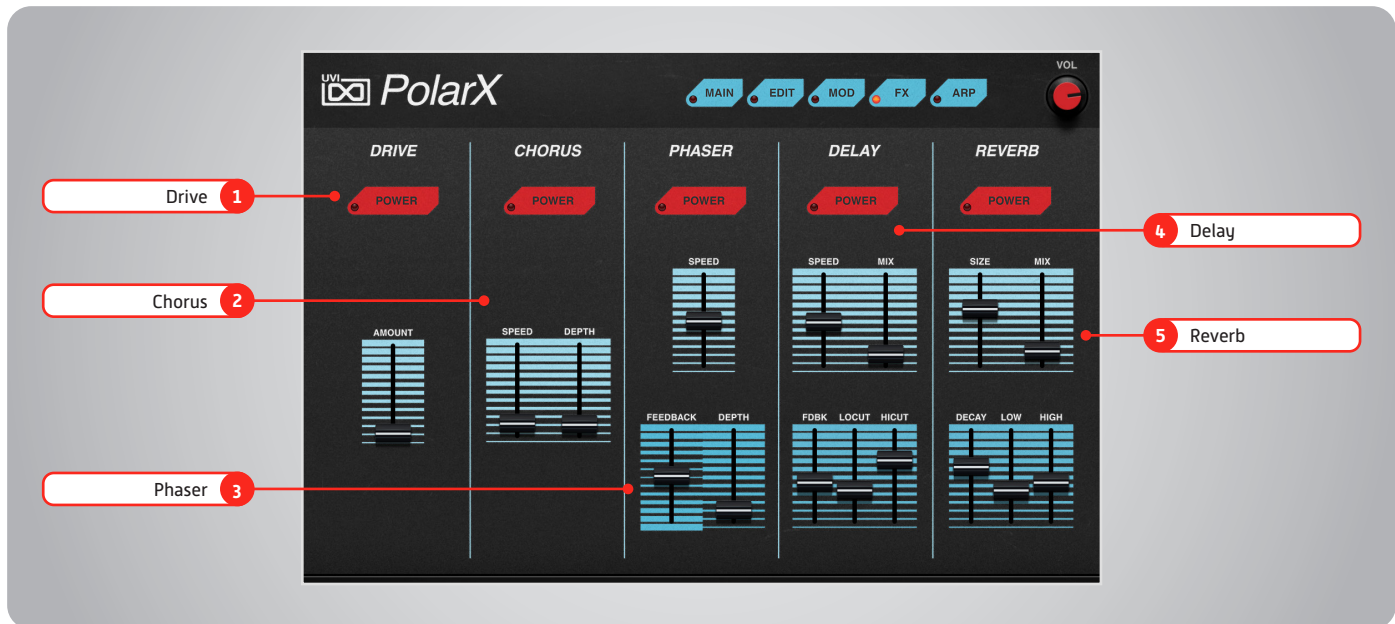 UVI PolarX
MAIN EDIT MOD FX ARP
VOL
DRIVE CHORUS PHASER DELAY REVERB
POWER POWER POWER POWER POWER
Drive 1
4 Delay
SPEED SPEED MIX SIZE MIX
Chorus 2
AMOUNT SPEED DEPTH
5 Reverb
FEEDBACK DEPTH FDBK LOCUT HICUT DECAY LOW HIGH
Phaser 3